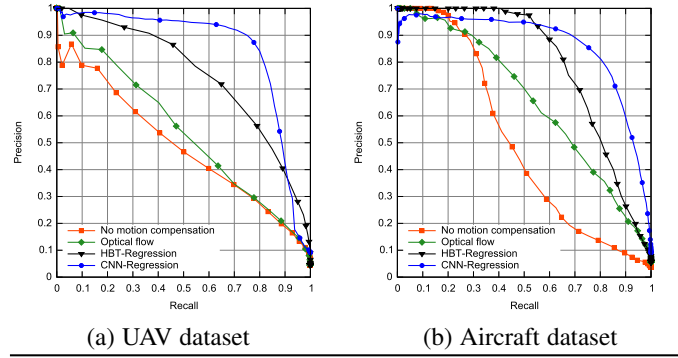 1
0.9
0.8
0.7
0.6
0.5
0.4
0.3
0.2
0.1
0
Precision
No motion compensation
Optical flow
HBT-Regression
CNN-Regression
0 0.1 0.2 0.3 0.4 0.5 0.6 0.7 0.8 0.9 1
Recall
(a) UAV dataset
1
0.9
0.8
0.7
0.6
0.5
0.4
0.3
0.2
0.1
0
Precision
No motion compensation
Optical flow
HBT-Regression
CNN-Regression
0 0.1 0.2 0.3 0.4 0.5 0.6 0.7 0.8 0.9 1
Recall
(b) Aircraft dataset